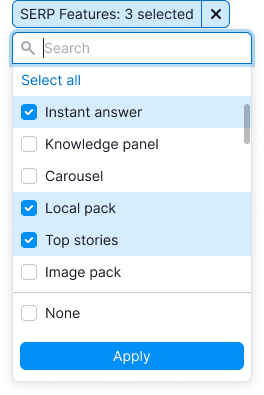 SERP Features: 3 selected
Search
Select all
Instant answer
Knowledge panel
Carousel
Local pack
Top stories
Image pack
None
Apply